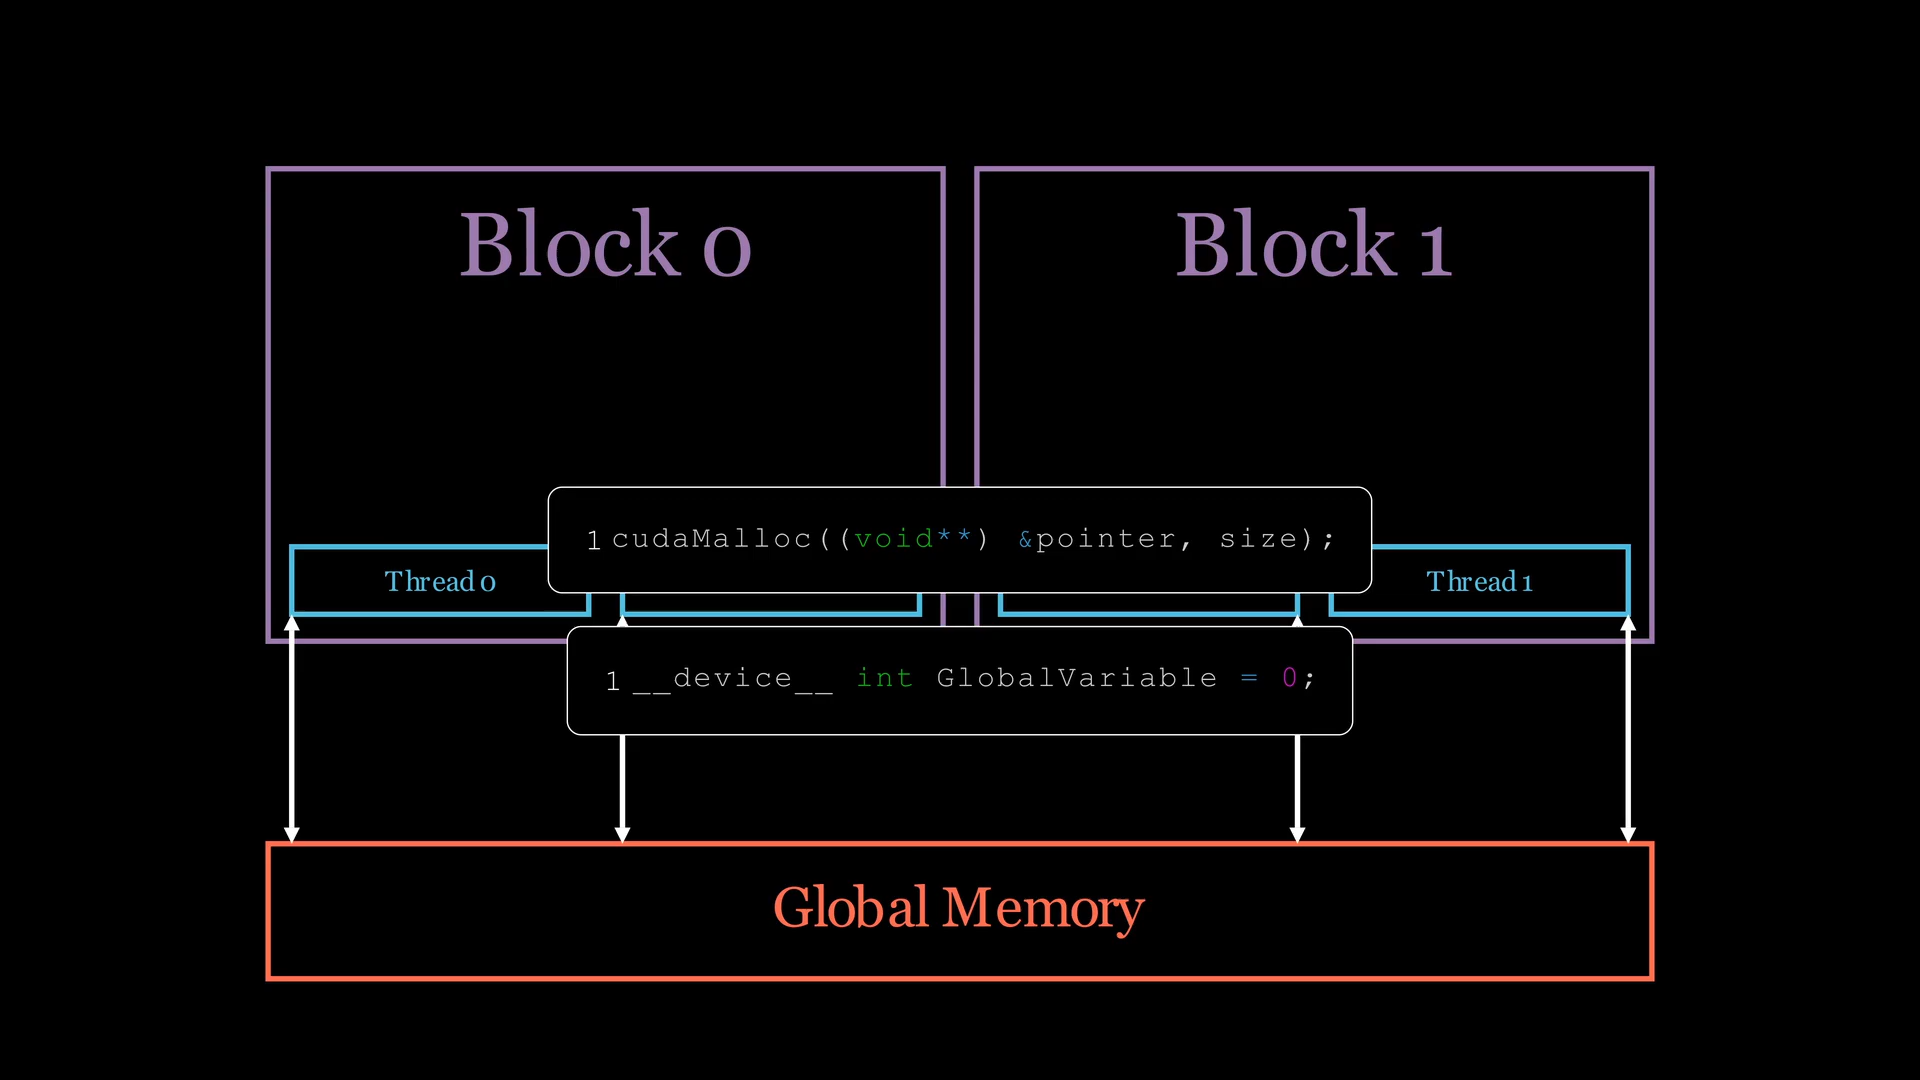 Block 0
Block 1
1 cudaMalloc((void**) &pointer, size);
Thread 0
Thread 1
1 __device__ int GlobalVariable = 0;
Global Memory